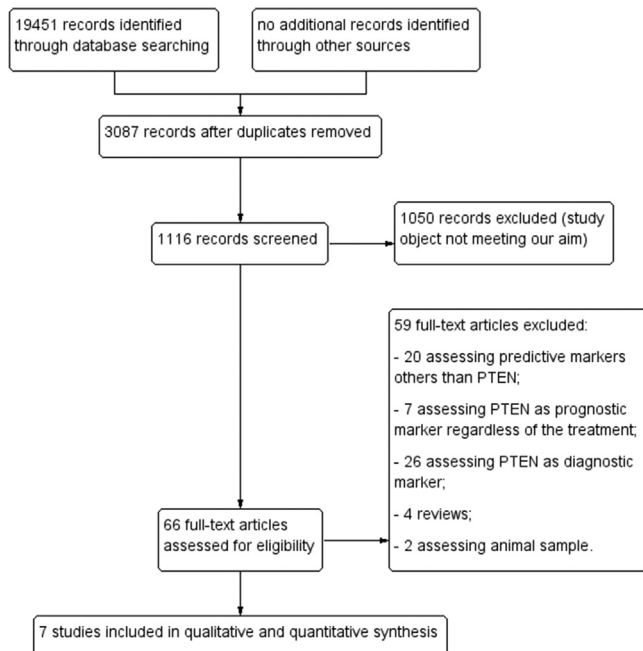 19451 records identified
through database searching
no additional records identified
through other sources
3087 records after duplicates removed
1116 records screened
1050 records excluded (study
object not meeting our aim)
59 full-text articles excluded:
- 20 assessing predictive markers
others than PTEN;
- 7 assessing PTEN as prognostic
marker regardless of the treatment;
- 26 assessing PTEN as diagnostic
marker;
- 4 reviews;
- 2 assessing animal sample.
66 full-text articles
assessed for eligibility
7 studies included in qualitative and quantitative synthesis